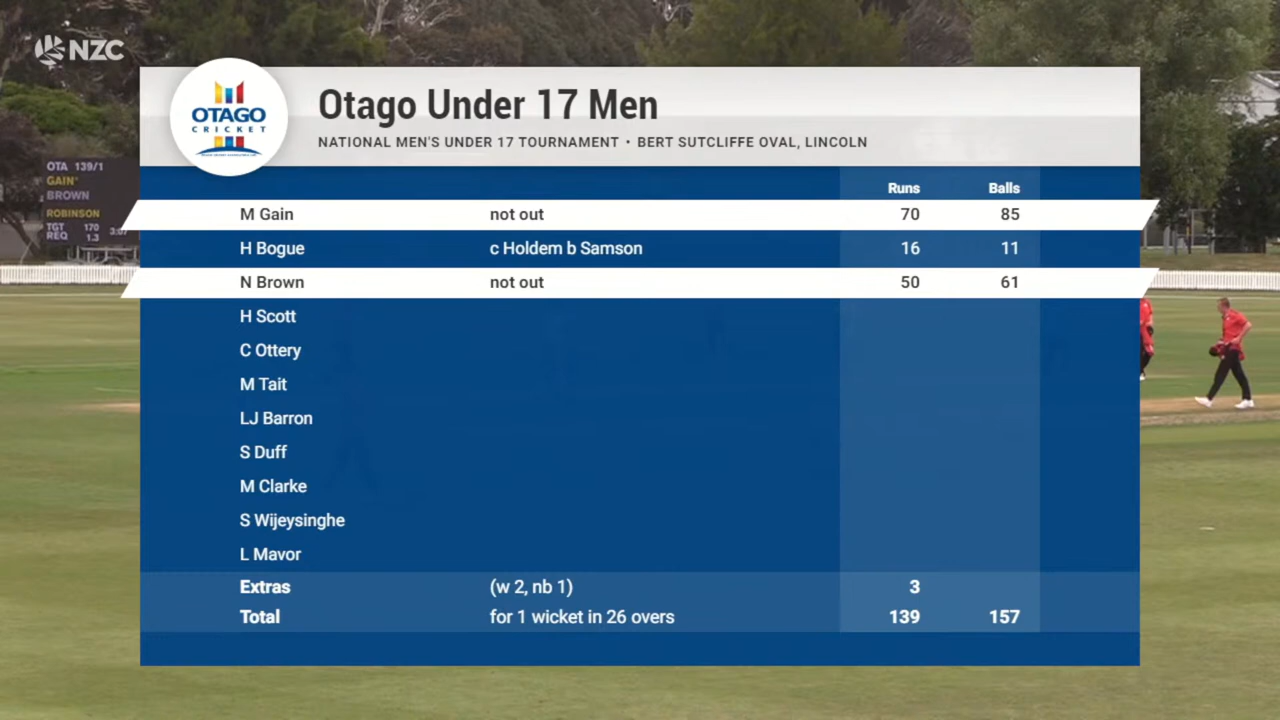 NZC
OTAGO
CRICKET
Otago Under 17 Men
NATIONAL MEN'S UNDER 17 TOURNAMENT • BERT SUTCLIFFE OVAL, LINCOLN
OTA 139/1
GAIN*
BROWN
ROBINSON
TGT 170
REQ 1.3
Runs Balls
M Gain not out 70 85
H Bogue c Holdem b Samson 16 11
N Brown not out 50 61
H Scott
C Ottery
M Tait
LJ Barron
S Duff
M Clarke
S Wijeysinghe
L Mavor
Extras (w 2, nb 1) 3
Total for 1 wicket in 26 overs 139 157